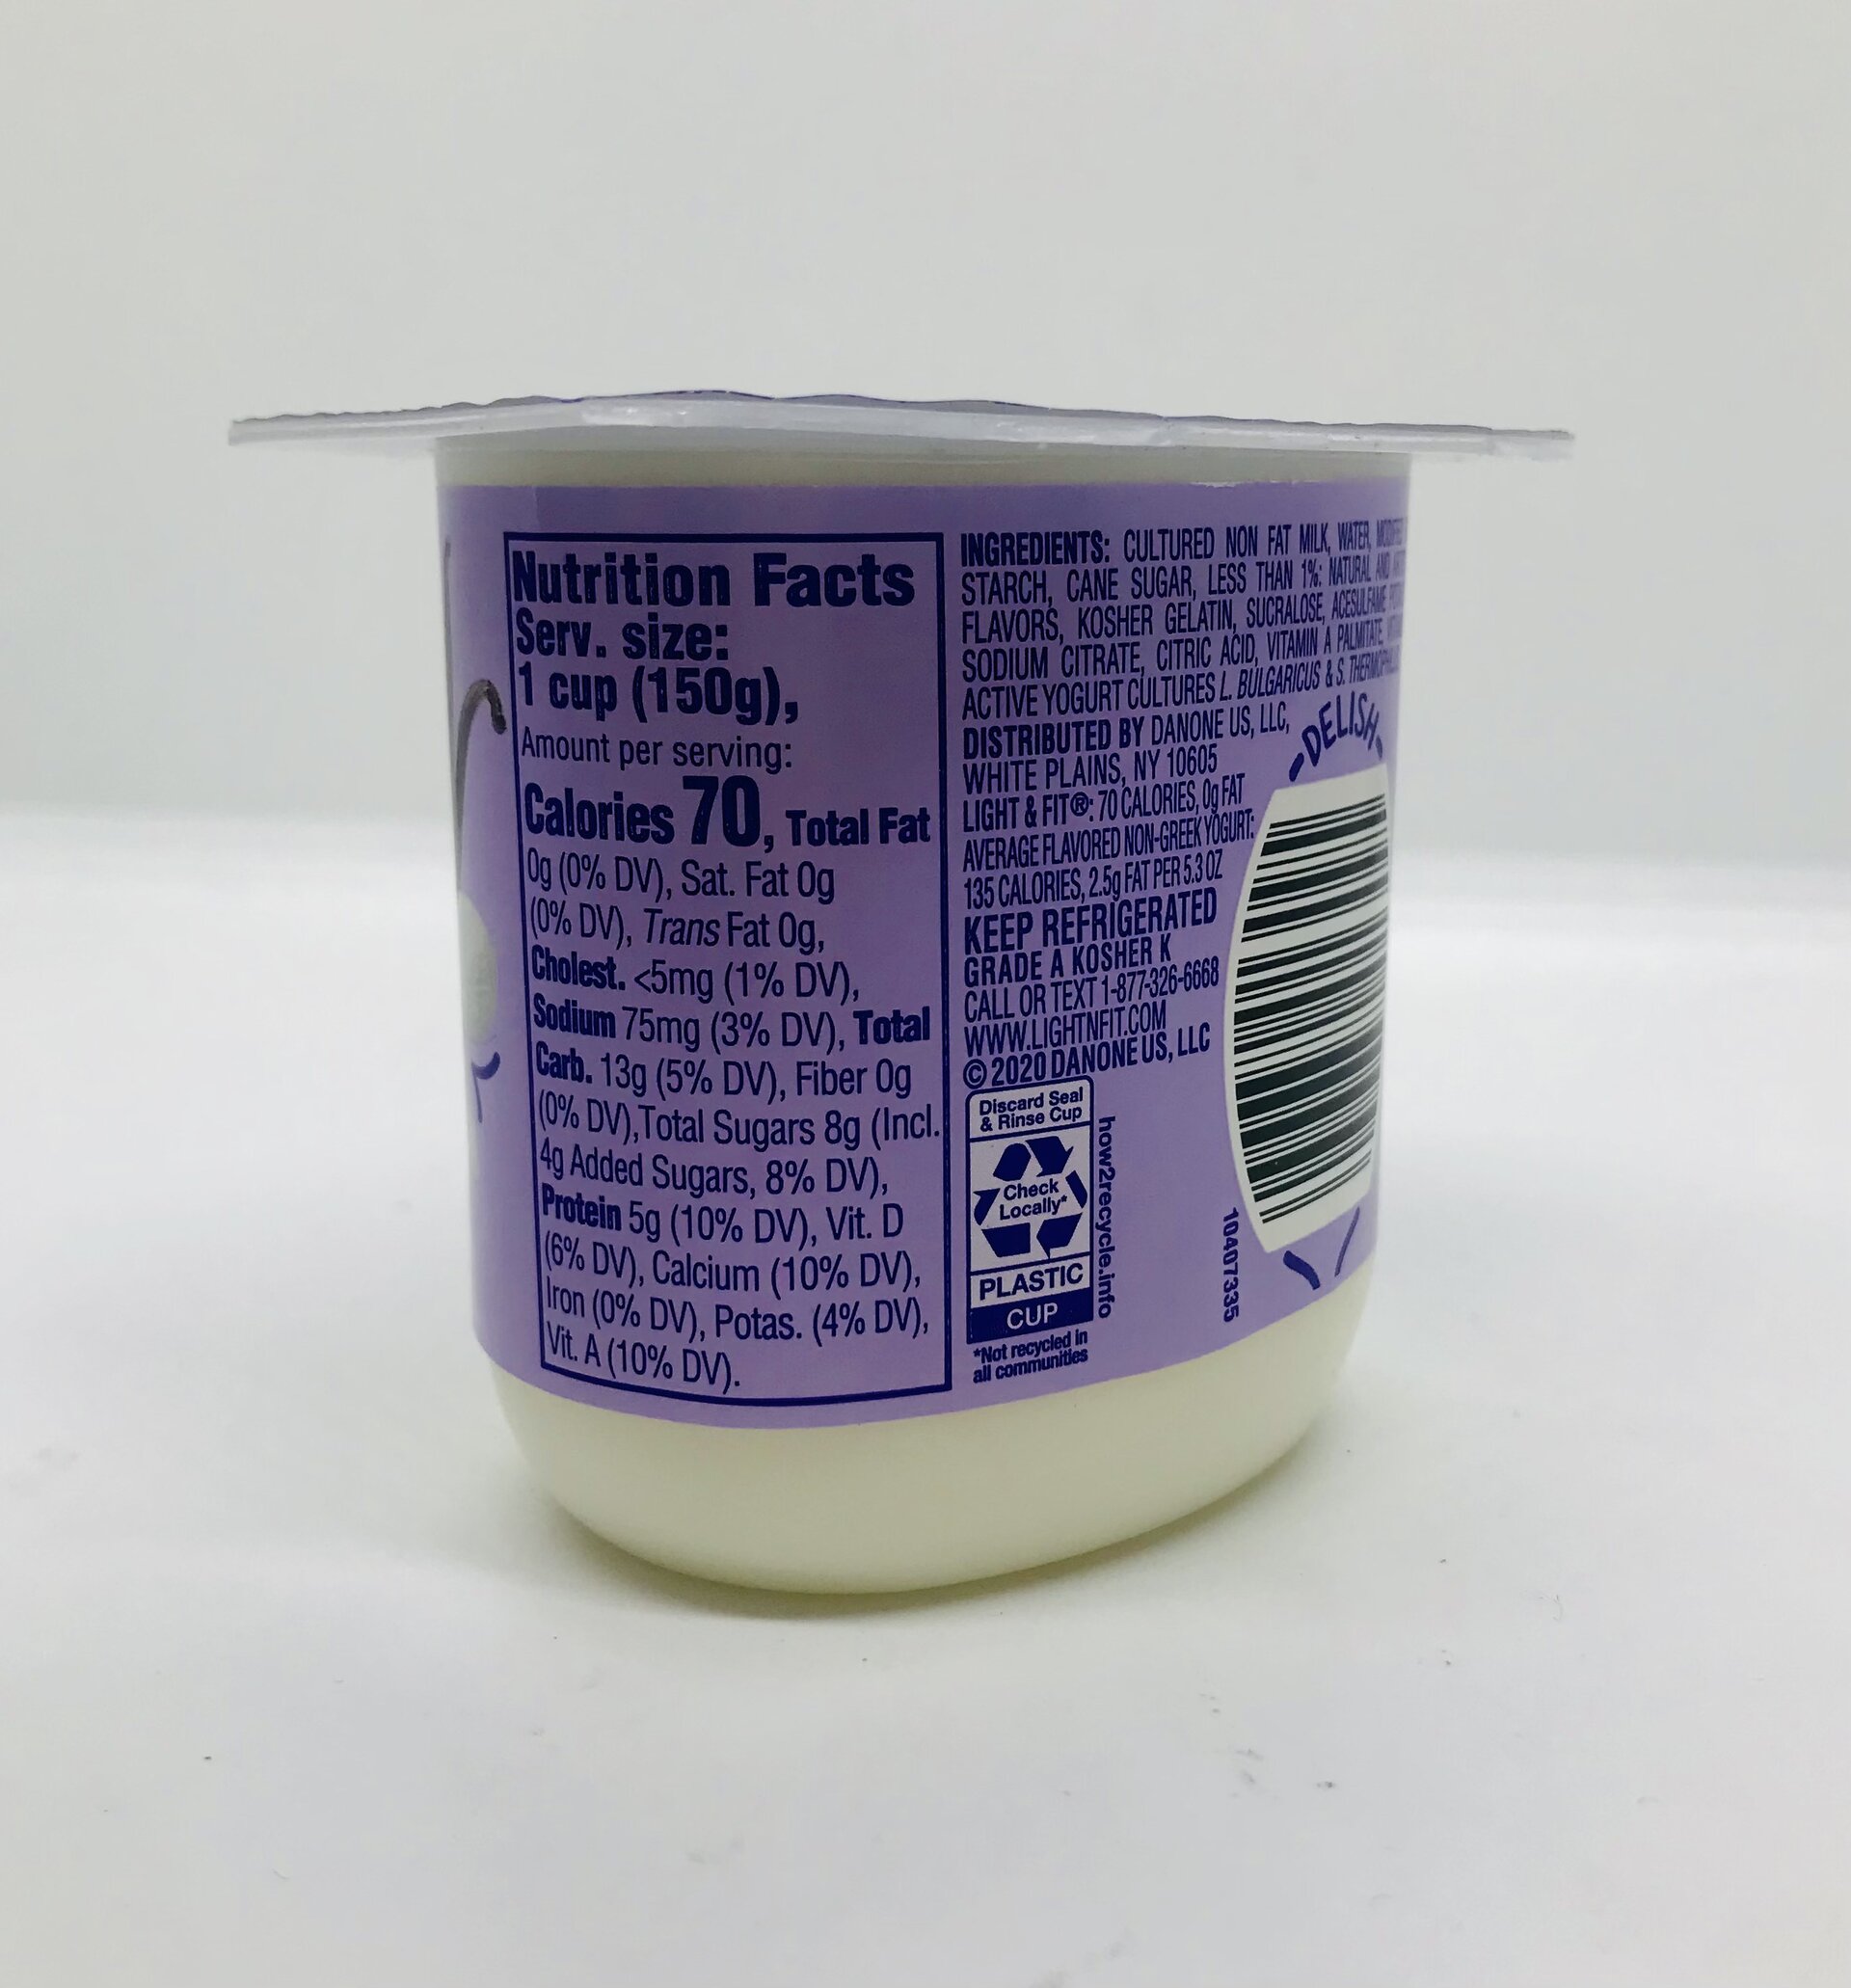 Nutrition Facts
Serv. size:
1 cup (150g),
Amount per serving:
Calories 70, Total Fat
0g (0% DV), Sat. Fat 0g
(0% DV), Trans Fat 0g,
Cholest. <5mg (1% DV),
Sodium 75mg (3% DV), Total
Carb. 13g (5% DV), Fiber 0g
(0% DV),Total Sugars 8g (Incl.
4g Added Sugars, 8% DV),
Protein 5g (10% DV), Vit. D
(6% DV), Calcium (10% DV),
Iron (0% DV), Potas. (4% DV),
Vit. A (10% DV).
INGREDIENTS: CULTURED NON FAT MILK, WATER,
STARCH, CANE SUGAR, LESS THAN 1%: NATURAL AND
FLAVORS, KOSHER GELATIN, SUCRALOSE, ACESULFAME
SODIUM CITRATE, CITRIC ACID, VITAMIN A PALMITATE,
ACTIVE YOGURT CULTURES L. BULGARICUS & S.
DISTRIBUTED BY DANONE US, LLC,
WHITE PLAINS, NY 10605
LIGHT & FIT®: 70 CALORIES, 0g FAT
AVERAGE FLAVORED NON-GREEK YOGURT:
135 CALORIES, 2.5g FAT PER 5.3 OZ
KEEP REFRIGERATED
GRADE A KOSHER K
CALL OR TEXT 1-877-326-6668
WWW.LIGHTNFIT.COM
© 2020 DANONE US, LLC
Discard Seal
& Rinse Cup
Check
Locally*
PLASTIC
CUP
*Not recycled in
all communities
how2recycle.info
DELISH
10407335